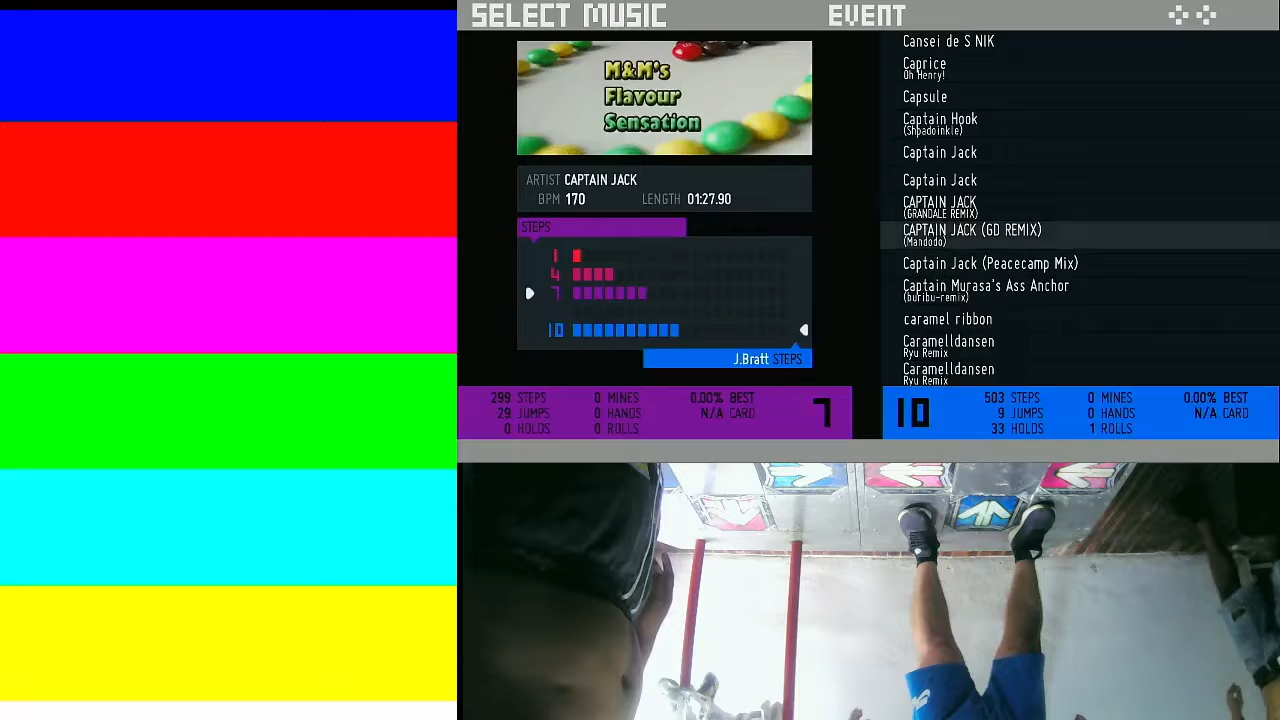 SELECT MUSIC
EVENT
M&M's
Flavour
Sensation
ARTIST CAPTAIN JACK
BPM 170 LENGTH 01:27.90
STEPS
1
4
7
10
J.Bratt STEPS
Cansei de S NIK
Caprice
Oh Henry!
Capsule
Captain Hook
(Spadoinkle)
Captain Jack
Captain Jack
CAPTAIN JACK
(GRANDALE REMIX)
CAPTAIN JACK (GD REMIX)
(Mandodo)
Captain Jack (Peacecamp Mix)
Captain Murasa's Ass Anchor
(buribu-remix)
caramel ribbon
Caramelldansen
Ryu Remix
Caramelldansen
Ryu Remix
299 STEPS 0 MINES 0.00% BEST
29 JUMPS 0 HANDS N/A CARD
0 HOLDS 0 ROLLS
7
10
503 STEPS 0 MINES 0.00% BEST
9 JUMPS 0 HANDS N/A CARD
33 HOLDS 1 ROLLS